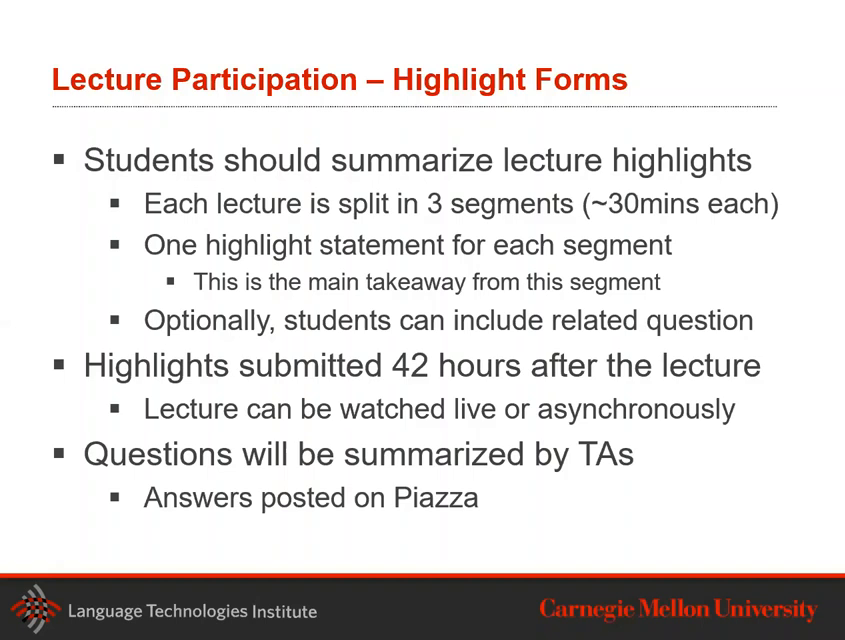 Lecture Participation – Highlight Forms
▪ Students should summarize lecture highlights
▪ Each lecture is split in 3 segments (~30mins each)
▪ One highlight statement for each segment
▪ This is the main takeaway from this segment
▪ Optionally, students can include related question
▪ Highlights submitted 42 hours after the lecture
▪ Lecture can be watched live or asynchronously
▪ Questions will be summarized by TAs
▪ Answers posted on Piazza
Language Technologies Institute
Carnegie Mellon University